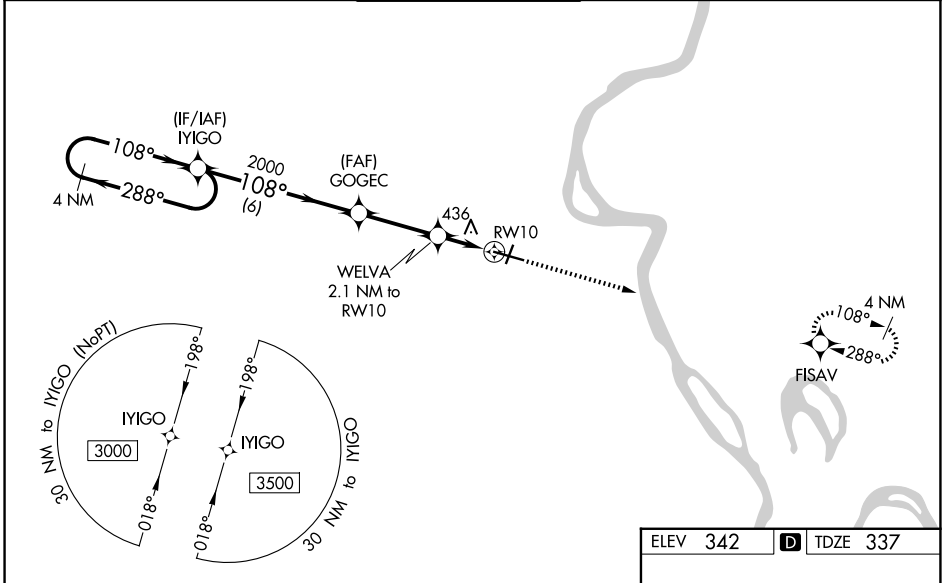 (IF/IAF)
IYIGO
108°
288°
4 NM
2000
108°
(6)
(FAF)
GOGEC
436
RW10
WELVA
2.1 NM to
RW10
4 NM
108°
288°
FISAV
30 NM to IYIGO (NoPT)
198°
IYIGO
3000
018°
198°
IYIGO
3500
018°
30 NM to IYIGO
ELEV 342 D TDZE 337